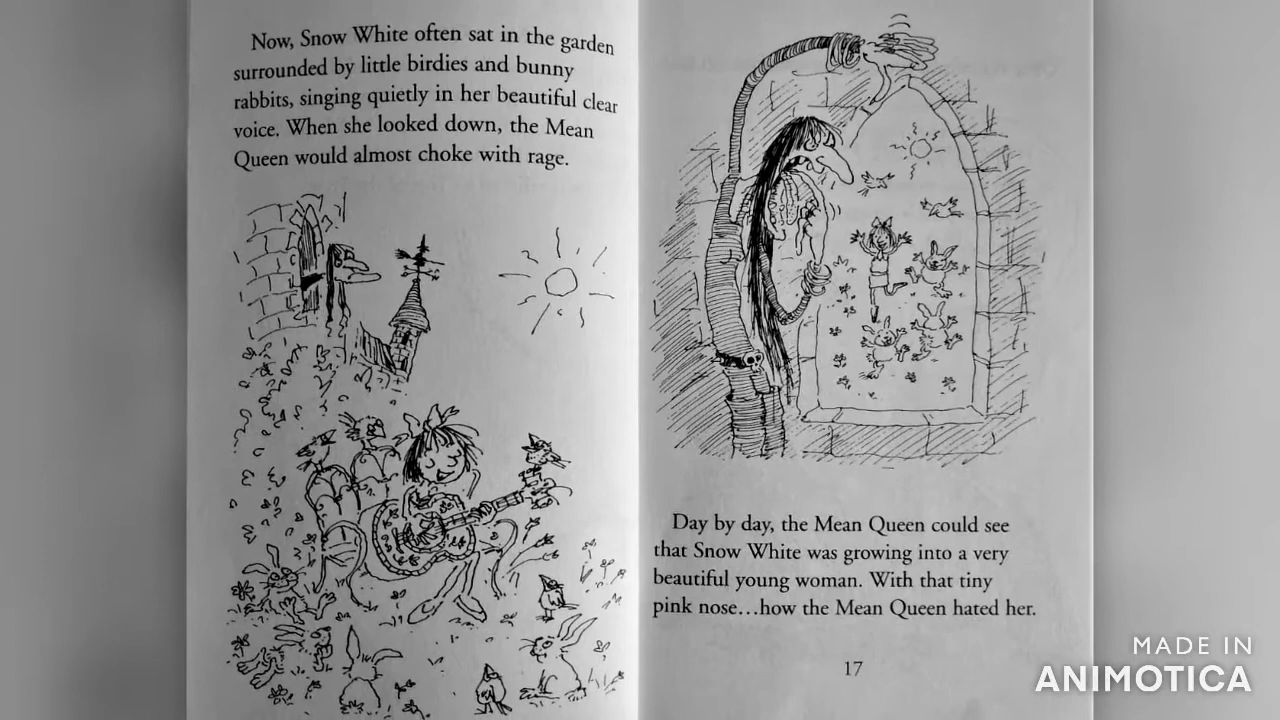 Now, Snow White often sat in the garden
surrounded by little birdies and bunny
rabbits, singing quietly in her beautiful clear
voice. When she looked down, the Mean
Queen would almost choke with rage.
Day by day, the Mean Queen could see
that Snow White was growing into a very
beautiful young woman. With that tiny
pink nose…how the Mean Queen hated her.
17
MADE IN
ANIMOTICA